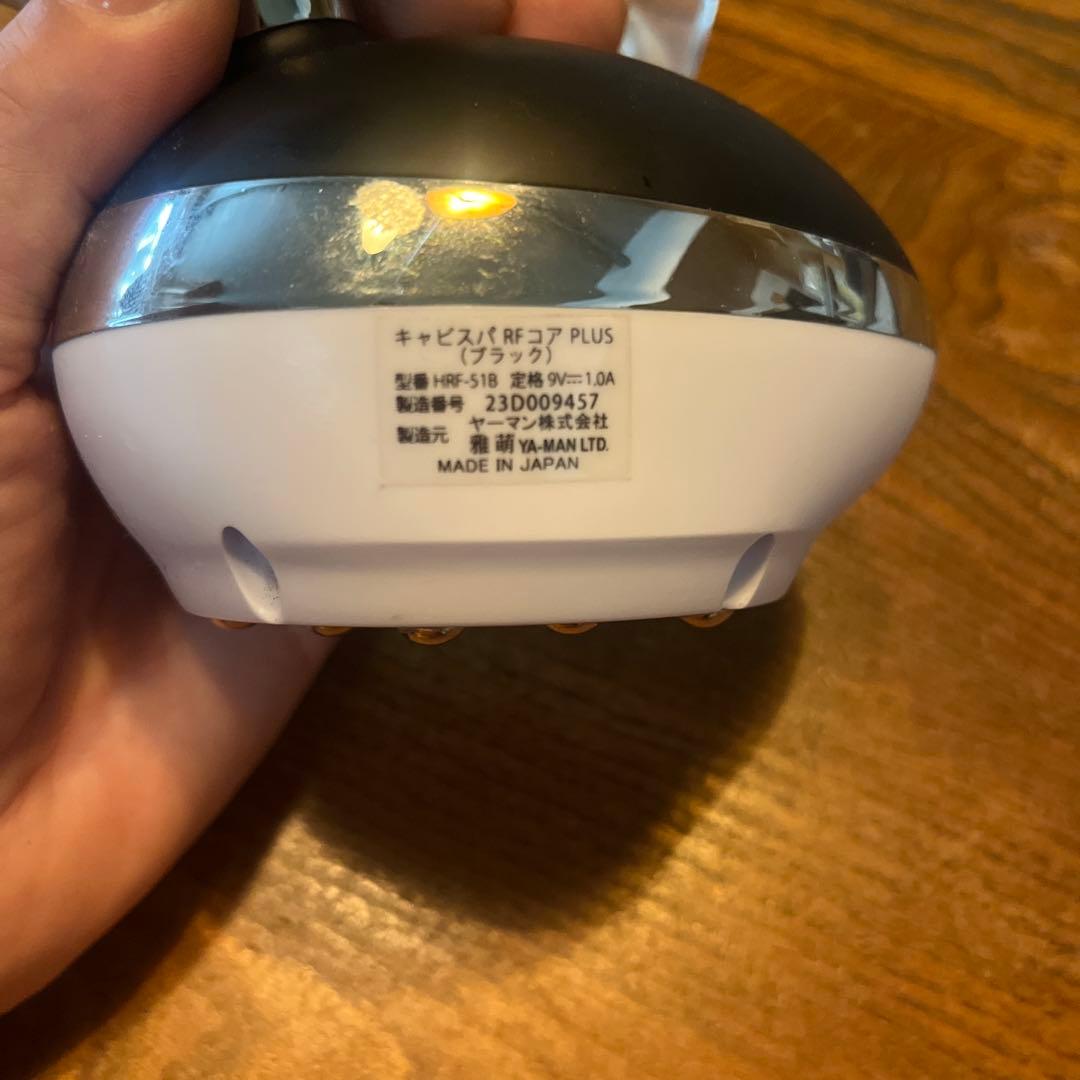 キャビスパ RFコア PLUS
(ブラック)
型番 HRF-51B 定格 9V⎓1.0A
製造番号 23D009457
製造元 ヤーマン株式会社
雅萌 YA-MAN LTD.
MADE IN JAPAN